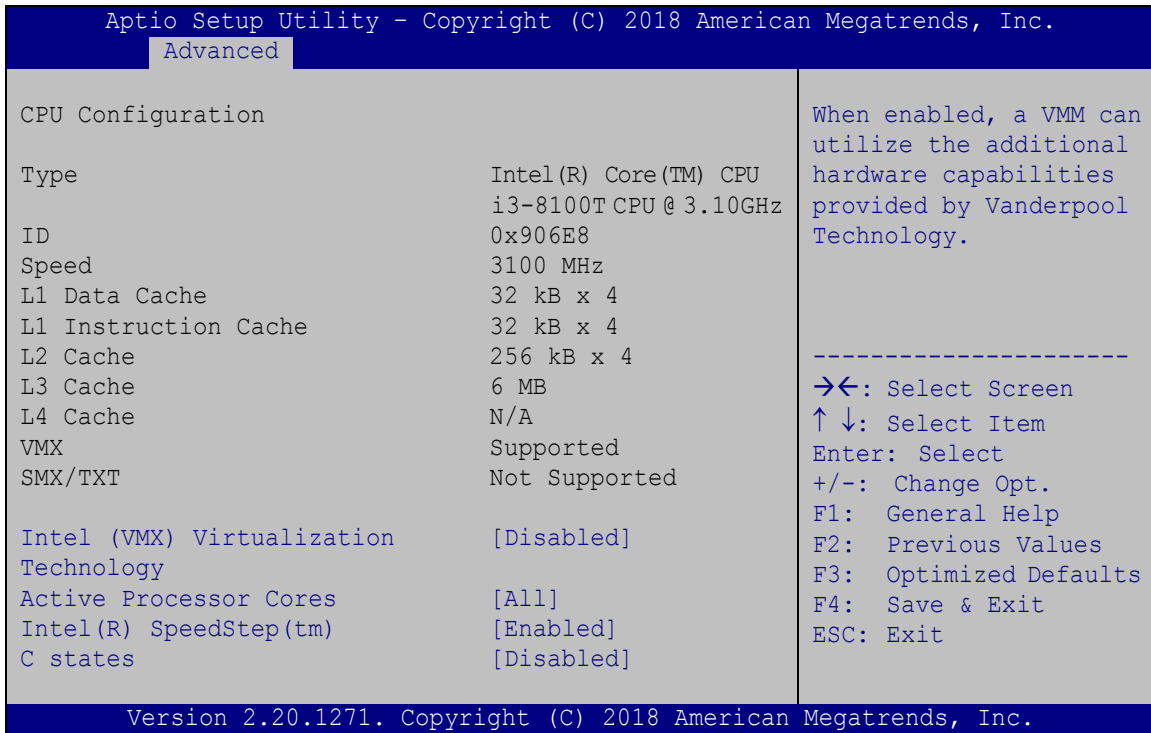 Aptio Setup Utility – Copyright (C) 2018 American Megatrends, Inc.
Advanced
CPU Configuration
Type Intel(R) Core(TM) CPU
i3-8100T CPU @ 3.10GHz
ID 0x906E8
Speed 3100 MHz
L1 Data Cache 32 kB x 4
L1 Instruction Cache 32 kB x 4
L2 Cache 256 kB x 4
L3 Cache 6 MB
L4 Cache N/A
VMX Supported
SMX/TXT Not Supported
Intel (VMX) Virtualization [Disabled]
Technology
Active Processor Cores [All]
Intel(R) SpeedStep(tm) [Enabled]
C states [Disabled]
When enabled, a VMM can
utilize the additional
hardware capabilities
provided by Vanderpool
Technology.
----------------------
→←: Select Screen
↑ ↓: Select Item
Enter: Select
+/-: Change Opt.
F1: General Help
F2: Previous Values
F3: Optimized Defaults
F4: Save & Exit
ESC: Exit
Version 2.20.1271. Copyright (C) 2018 American Megatrends, Inc.